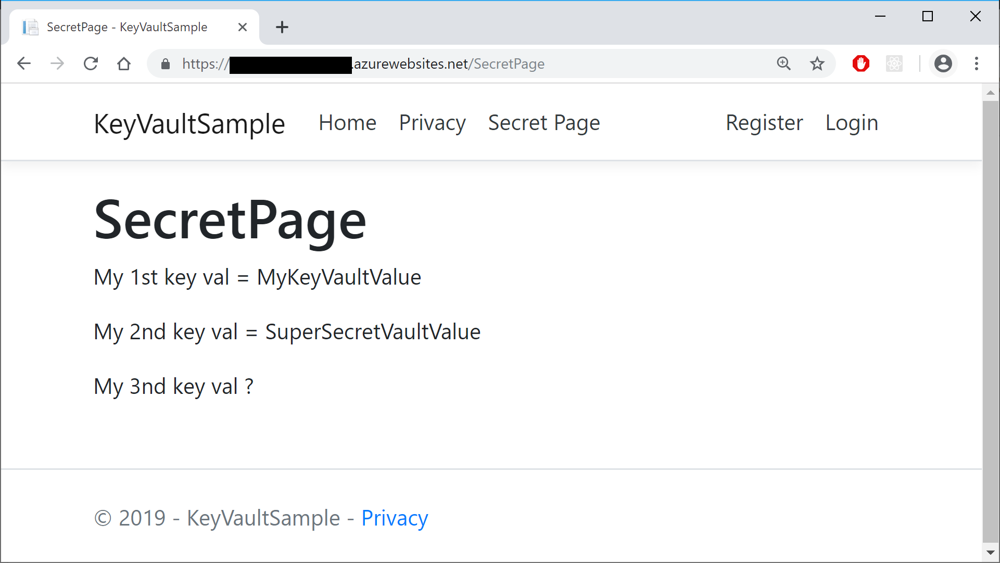 SecretPage - KeyVaultSample
https:// .azurewebsites.net/SecretPage
KeyVaultSample Home Privacy Secret Page Register Login
SecretPage
My 1st key val = MyKeyVaultValue
My 2nd key val = SuperSecretVaultValue
My 3nd key val ?
© 2019 - KeyVaultSample - Privacy